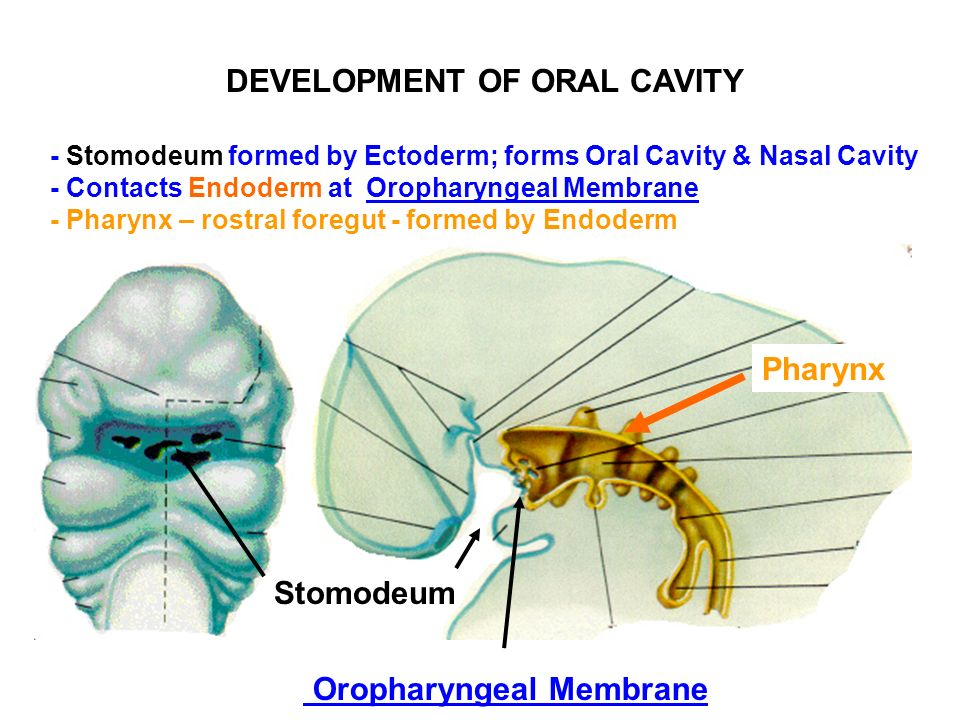 DEVELOPMENT OF ORAL CAVITY
- Stomodeum formed by Ectoderm; forms Oral Cavity & Nasal Cavity
- Contacts Endoderm at Oropharyngeal Membrane
- Pharynx – rostral foregut - formed by Endoderm
Pharynx
Stomodeum
Oropharyngeal Membrane